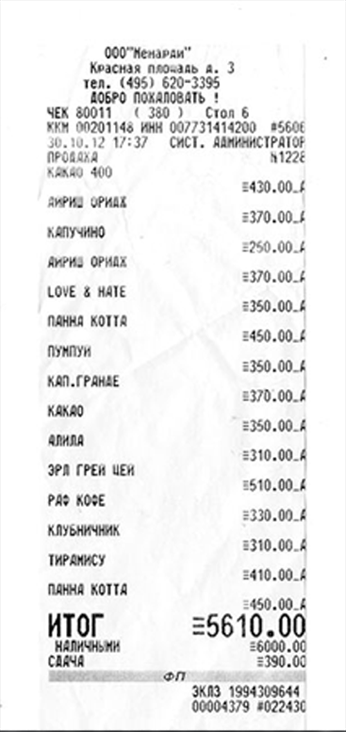 ООО"Менарди"
Красная площадь д. 3
тел. (495) 620-3395
ДОБРО ПОЖАЛОВАТЬ !
ЧЕК 80011 ( 380 ) Стол 6
ККМ 00201148 ИНН 007731414200 #5606
30.10.12 17:37 СИСТ. АДМИНИСТРАТОР
ПРОДАЖА №1228
КАКАО 400
≡430.00_А
АЙРИШ ОРИДЖ
≡370.00_А
КАПУЧИНО
≡250.00_А
АЙРИШ ОРИДЖ
≡370.00_А
LOVE & HATE
≡350.00_А
ПАННА КОТТА
≡450.00_А
ПУМПУИ
≡350.00_А
КАП.ГРАНДЕ
≡370.00_А
КАКАО
≡350.00_А
АЛИЛА
≡310.00_А
ЭРЛ ГРЕЙ ЦЕЙ
≡510.00_А
РАФ КОФЕ
≡330.00_А
КЛУБНИЧНИК
≡310.00_А
ТИРАМИСУ
≡410.00_А
ПАННА КОТТА
≡450.00_А
ИТОГ ≡5610.00
НАЛИЧНЫМИ ≡6000.00
СДАЧА ≡390.00
ФП
ЭКЛЗ 1994309644
00004379 #022430